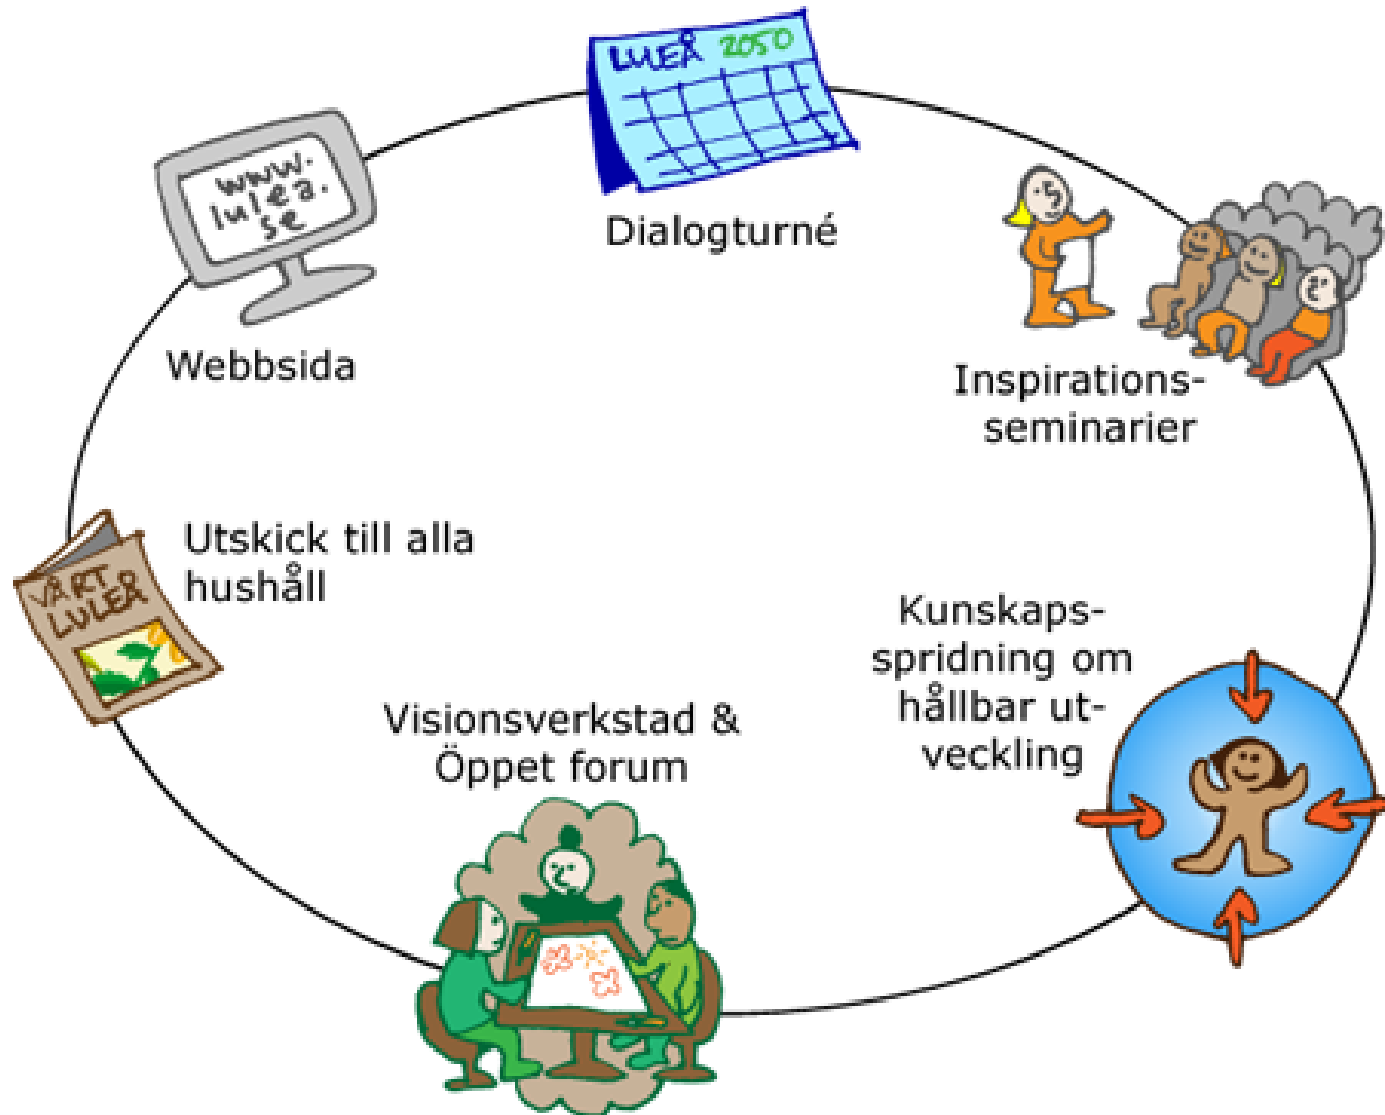 LULEÅ 2050
Dialogturné
www.
lulea.
se
Webbsida
Inspirations-
seminarier
Utskick till alla
hushåll
VÅRT
LULEÅ
Kunskaps-
spridning om
hållbar ut-
veckling
Visionsverkstad &
Öppet forum